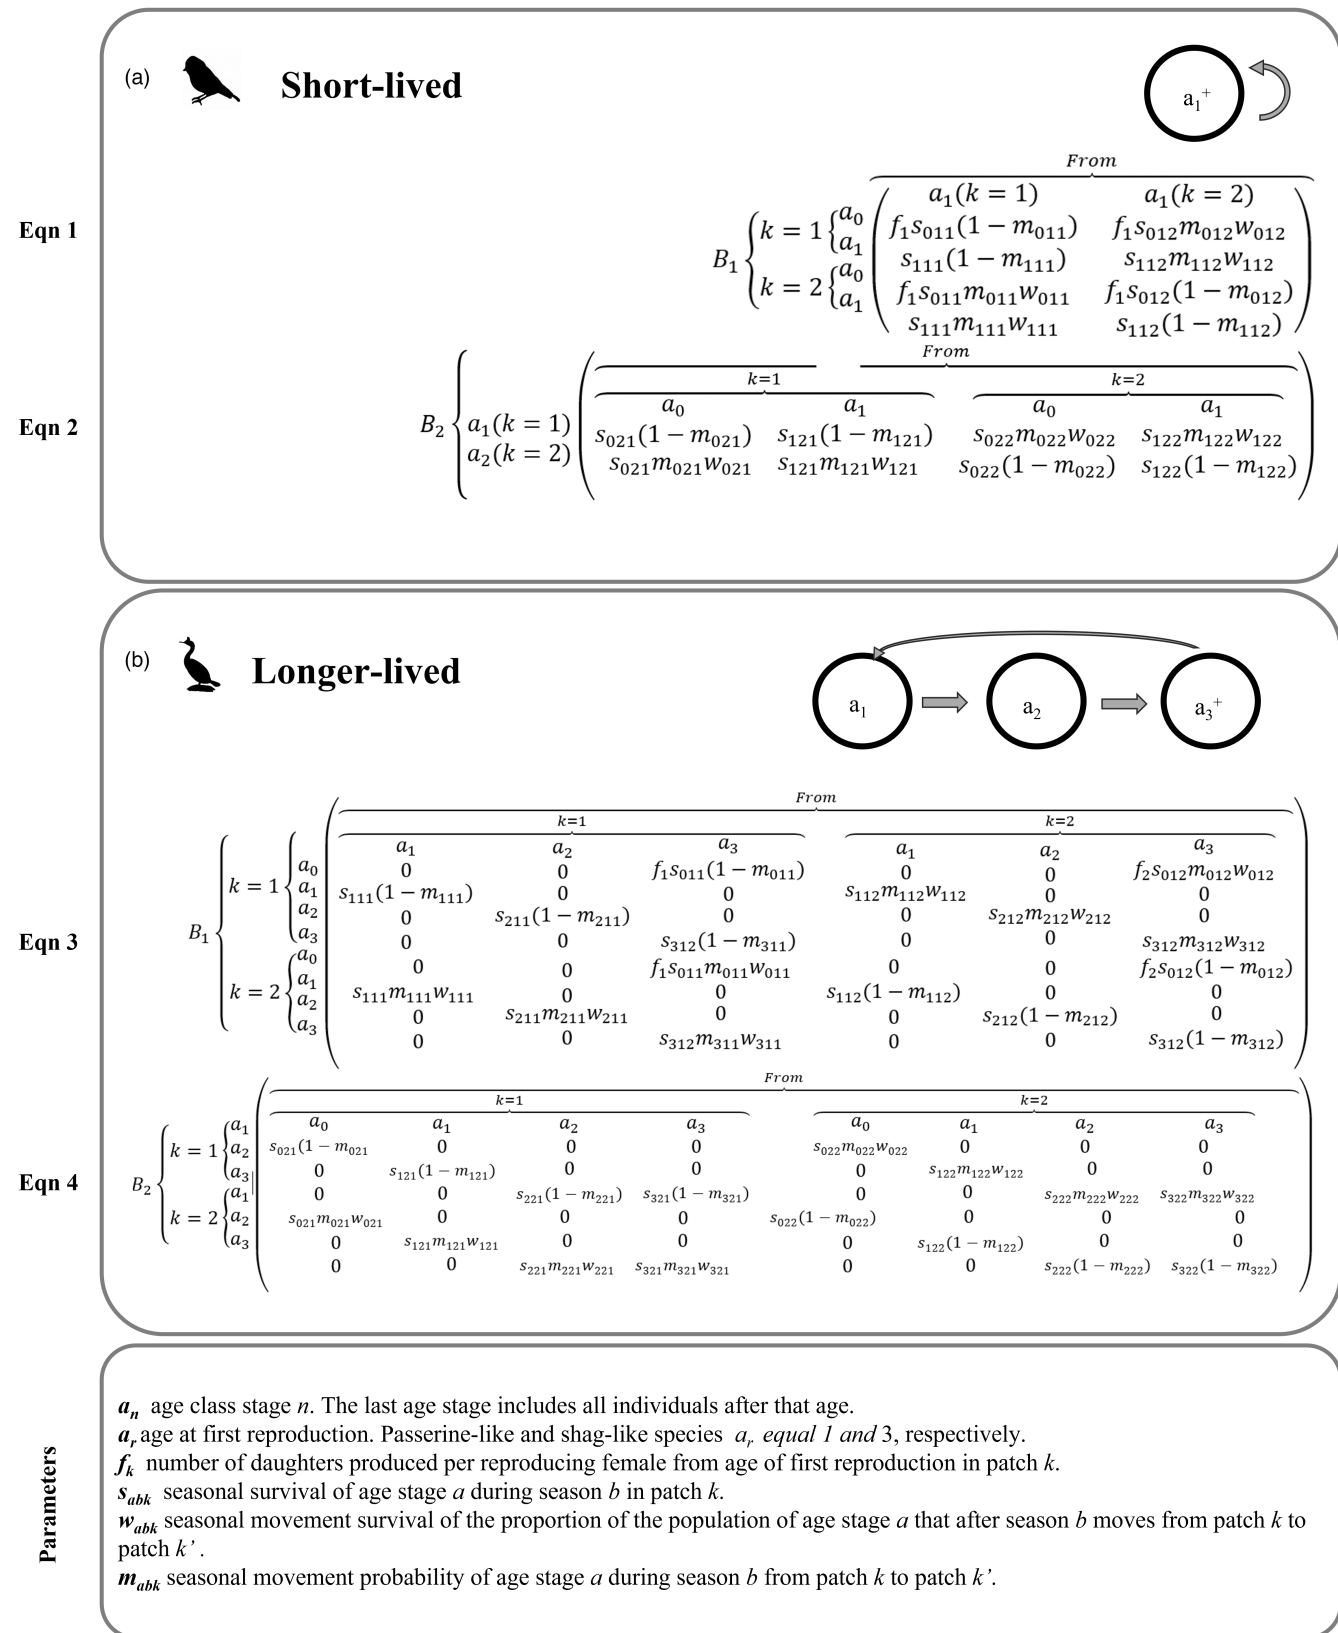 (a) Short-lived
a₁⁺
From
Eqn 1
a₁(k = 1) a₁(k = 2)
B₁ { k = 1 { a₀ f₁s₀₁₁(1 − m₀₁₁) f₁s₀₁₂m₀₁₂w₀₁₂
a₁ s₁₁₁(1 − m₁₁₁) s₁₁₂m₁₁₂w₁₁₂
k = 2 { a₀ f₁s₀₁₁m₀₁₁w₀₁₁ f₁s₀₁₂(1 − m₀₁₂)
a₁ s₁₁₁m₁₁₁w₁₁₁ s₁₁₂(1 − m₁₁₂)
From
Eqn 2
k=1 k=2
a₀ a₁ a₀ a₁
B₂ { a₁(k = 1) s₀₂₁(1 − m₀₂₁) s₁₂₁(1 − m₁₂₁) s₀₂₂m₀₂₂w₀₂₂ s₁₂₂m₁₂₂w₁₂₂
a₂(k = 2) s₀₂₁m₀₂₁w₀₂₁ s₁₂₁m₁₂₁w₁₂₁ s₀₂₂(1 − m₀₂₂) s₁₂₂(1 − m₁₂₂)
(b) Longer-lived
a₁ a₂ a₃⁺
From
Eqn 3
k=1 k=2
a₁ a₂ a₃ a₁ a₂ a₃
B₁ { k = 1 { a₀ 0 0 f₁s₀₁₁(1 − m₀₁₁) 0 0 f₂s₀₁₂m₀₁₂w₀₁₂
a₁ s₁₁₁(1 − m₁₁₁) 0 0 s₁₁₂m₁₁₂w₁₁₂ 0 0
a₂ 0 s₂₁₁(1 − m₂₁₁) 0 0 s₂₁₂m₂₁₂w₂₁₂ 0
a₃ 0 0 s₃₁₂(1 − m₃₁₁) 0 0 s₃₁₂m₃₁₂w₃₁₂
k = 2 { a₀ 0 0 f₁s₀₁₁m₀₁₁w₀₁₁ 0 0 f₂s₀₁₂(1 − m₀₁₂)
a₁ s₁₁₁m₁₁₁w₁₁₁ 0 0 s₁₁₂(1 − m₁₁₂) 0 0
a₂ 0 s₂₁₁m₂₁₁w₂₁₁ 0 0 s₂₁₂(1 − m₂₁₂) 0
a₃ 0 0 s₃₁₂m₃₁₁w₃₁₁ 0 0 s₃₁₂(1 − m₃₁₂)
From
Eqn 4
k=1 k=2
a₀ a₁ a₂ a₃ a₀ a₁ a₂ a₃
B₂ { k = 1 { a₁ s₀₂₁(1 − m₀₂₁ 0 0 0 s₀₂₂m₀₂₂w₀₂₂ 0 0 0
a₂ 0 s₁₂₁(1 − m₁₂₁) 0 0 0 s₁₂₂m₁₂₂w₁₂₂ 0 0
a₃| 0 0 s₂₂₁(1 − m₂₂₁) s₃₂₁(1 − m₃₂₁) 0 0 s₂₂₂m₂₂₂w₂₂₂ s₃₂₂m₃₂₂w₃₂₂
k = 2 { a₁ s₀₂₁m₀₂₁w₀₂₁ 0 0 0 s₀₂₂(1 − m₀₂₂) 0 0 0
a₂ 0 s₁₂₁m₁₂₁w₁₂₁ 0 0 0 s₁₂₂(1 − m₁₂₂) 0 0
a₃ 0 0 s₂₂₁m₂₂₁w₂₂₁ s₃₂₁m₃₂₁w₃₂₁ 0 0 s₂₂₂(1 − m₂₂₂) s₃₂₂(1 − m₃₂₂)
Parameters
aₙ age class stage n. The last age stage includes all individuals after that age.
aᵣ age at first reproduction. Passerine-like and shag-like species aᵣ equal 1 and 3, respectively.
fₖ number of daughters produced per reproducing female from age of first reproduction in patch k.
s_abk seasonal survival of age stage a during season b in patch k.
w_abk seasonal movement survival of the proportion of the population of age stage a that after season b moves from patch k to
patch k’ .
m_abk seasonal movement probability of age stage a during season b from patch k to patch k’.